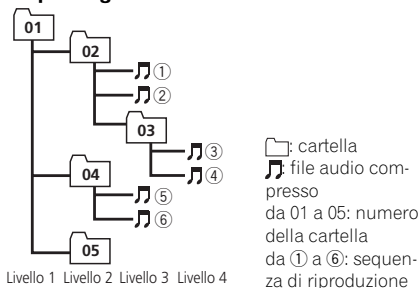 01
02
①
②
03
③
④
04
⑤
⑥
05
Livello 1 Livello 2 Livello 3 Livello 4
: cartella
: file audio com-
presso
da 01 a 05: numero
della cartella
da ① a ⑥: sequen-
za di riproduzione